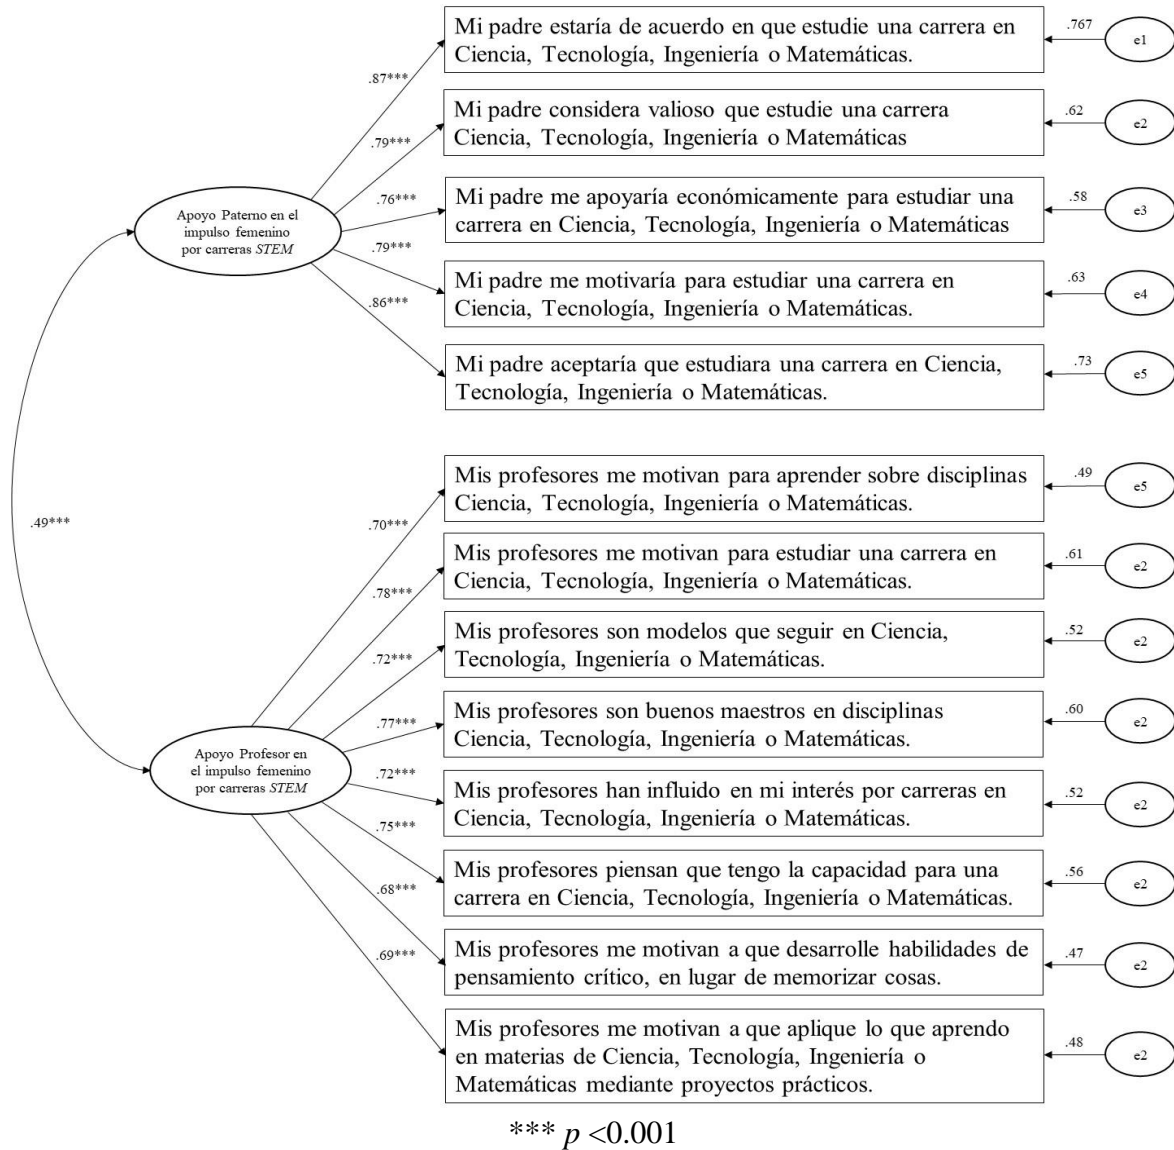 Mi padre estaría de acuerdo en que estudie una carrera en
Ciencia, Tecnología, Ingeniería o Matemáticas.
.767
e1
.87***
Mi padre considera valioso que estudie una carrera
Ciencia, Tecnología, Ingeniería o Matemáticas
.62
e2
.79***
Mi padre me apoyaría económicamente para estudiar una
carrera en Ciencia, Tecnología, Ingeniería o Matemáticas
.58
e3
.76***
Apoyo Paterno en el
impulso femenino
por carreras STEM
Mi padre me motivaría para estudiar una carrera en
Ciencia, Tecnología, Ingeniería o Matemáticas.
.63
e4
.79***
Mi padre aceptaría que estudiara una carrera en Ciencia,
Tecnología, Ingeniería o Matemáticas.
.73
e5
.86***
.49***
Mis profesores me motivan para aprender sobre disciplinas
Ciencia, Tecnología, Ingeniería o Matemáticas.
.49
e5
.70***
Mis profesores me motivan para estudiar una carrera en
Ciencia, Tecnología, Ingeniería o Matemáticas.
.61
e2
.78***
Mis profesores son modelos que seguir en Ciencia,
Tecnología, Ingeniería o Matemáticas.
.52
e2
.72***
Mis profesores son buenos maestros en disciplinas
Ciencia, Tecnología, Ingeniería o Matemáticas.
.60
e2
.77***
Apoyo Profesor en
el impulso femenino
por carreras STEM
Mis profesores han influido en mi interés por carreras en
Ciencia, Tecnología, Ingeniería o Matemáticas.
.52
e2
.72***
Mis profesores piensan que tengo la capacidad para una
carrera en Ciencia, Tecnología, Ingeniería o Matemáticas.
.56
e2
.75***
Mis profesores me motivan a que desarrolle habilidades de
pensamiento crítico, en lugar de memorizar cosas.
.47
e2
.68***
Mis profesores me motivan a que aplique lo que aprendo
en materias de Ciencia, Tecnología, Ingeniería o
Matemáticas mediante proyectos prácticos.
.48
e2
.69***
*** p <0.001